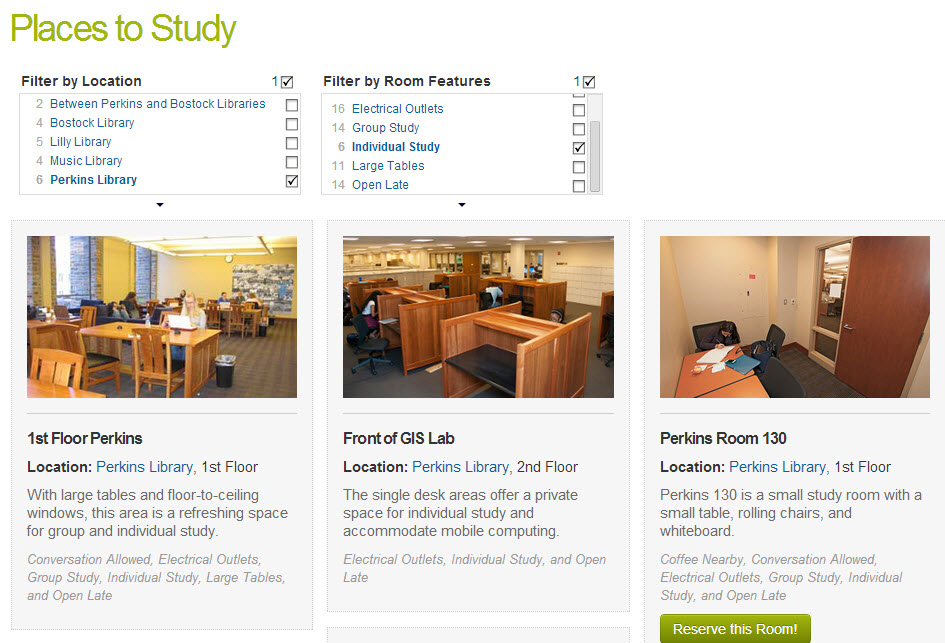 Places to Study
Filter by Location 1
2 Between Perkins and Bostock Libraries
4 Bostock Library
5 Lilly Library
4 Music Library
6 Perkins Library
Filter by Room Features 1
16 Electrical Outlets
14 Group Study
6 Individual Study
11 Large Tables
14 Open Late
1st Floor Perkins
Location: Perkins Library, 1st Floor
With large tables and floor-to-ceiling
windows, this area is a refreshing space
for group and individual study.
Conversation Allowed, Electrical Outlets,
Group Study, Individual Study, Large Tables,
and Open Late
Front of GIS Lab
Location: Perkins Library, 2nd Floor
The single desk areas offer a private
space for individual study and
accommodate mobile computing.
Electrical Outlets, Individual Study, and Open
Late
Perkins Room 130
Location: Perkins Library, 1st Floor
Perkins 130 is a small study room with a
small table, rolling chairs, and
whiteboard.
Coffee Nearby, Conversation Allowed,
Electrical Outlets, Group Study, Individual
Study, and Open Late
Reserve this Room!